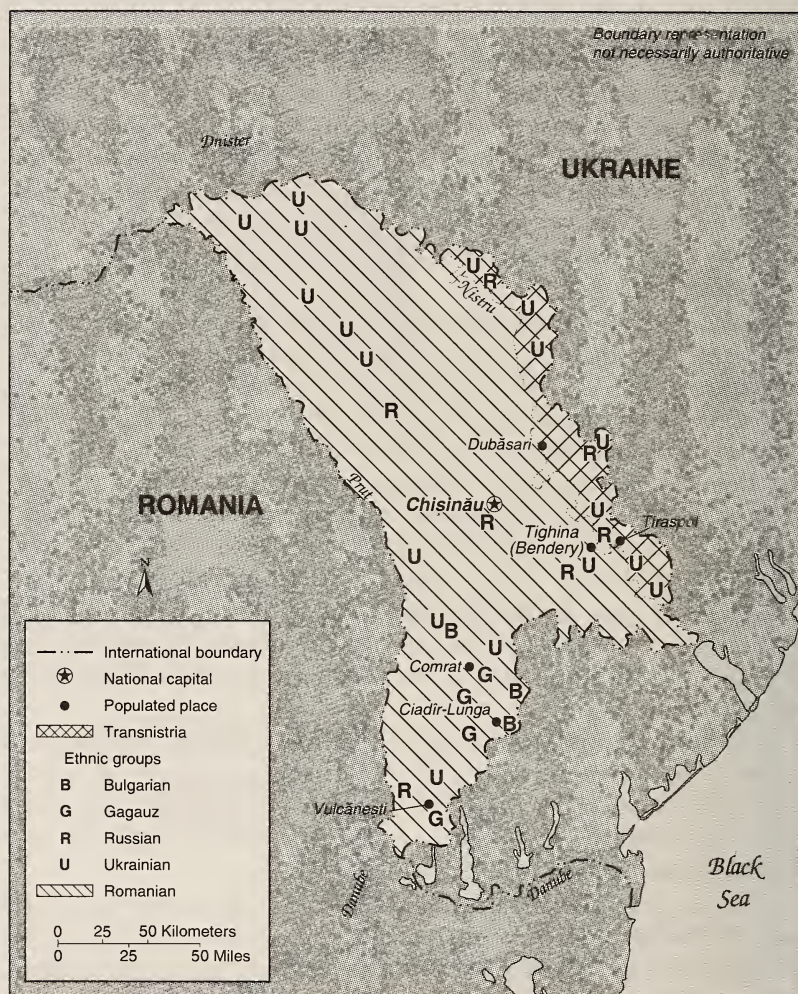 Boundary representation
not necessarily authoritative
Dnister
UKRAINE
U
U
U
U
R
Nistru
U
U
U
U
U
R
Dubăsari
U
R
ROMANIA
Prut
Chisinău
R
U
Tiraspol
Tighina
(Bendery)
R
U
R
U
U
U
N
U
B
U
Comrat
G
B
G
Ciadîr-Lunga
B
G
U
R
Vulcănești
G
Danube
Danube
Black
Sea
International boundary
National capital
Populated place
Transnistria
Ethnic groups
B Bulgarian
G Gagauz
R Russian
U Ukrainian
Romanian
0 25 50 Kilometers
0 25 50 Miles